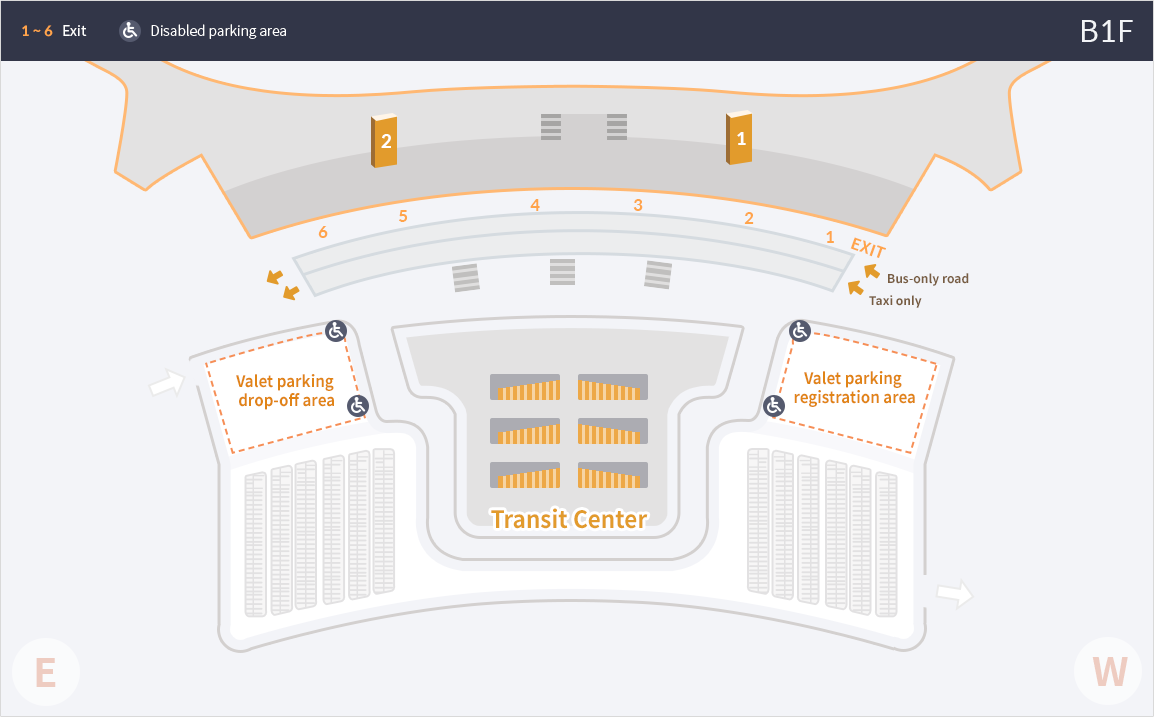 1 ~ 6 Exit
Disabled parking area
B1F
2
1
6
5
4
3
2
1
EXIT
Bus-only road
Taxi only
Valet parking
drop-off area
Valet parking
registration area
Transit Center
E
W